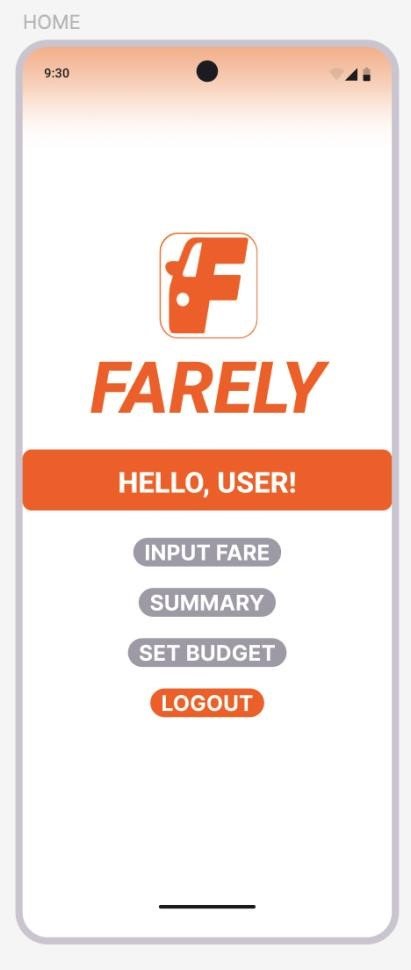 HOME
9:30
F
FARELY
HELLO, USER!
INPUT FARE
SUMMARY
SET BUDGET
LOGOUT